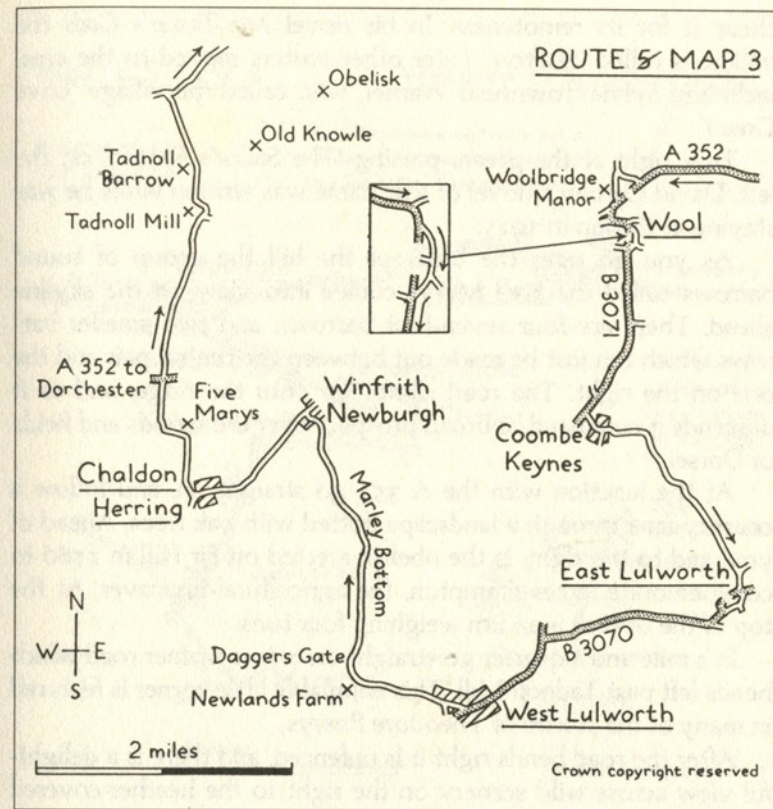 ROUTE 5 MAP 3
Obelisk
Old Knowle
Tadnoll
Barrow
Tadnoll Mill
A 352
Woolbridge
Manor
Wool
B.3071
A 352 to
Dorchester
Five
Marys
Winfrith
Newburgh
Coombe
Keynes
Chaldon
Herring
Marley Bottom
East Lulworth
N
W E
S
Daggers Gate
B.3070
Newlands Farm
West Lulworth
2 miles
Crown copyright reserved